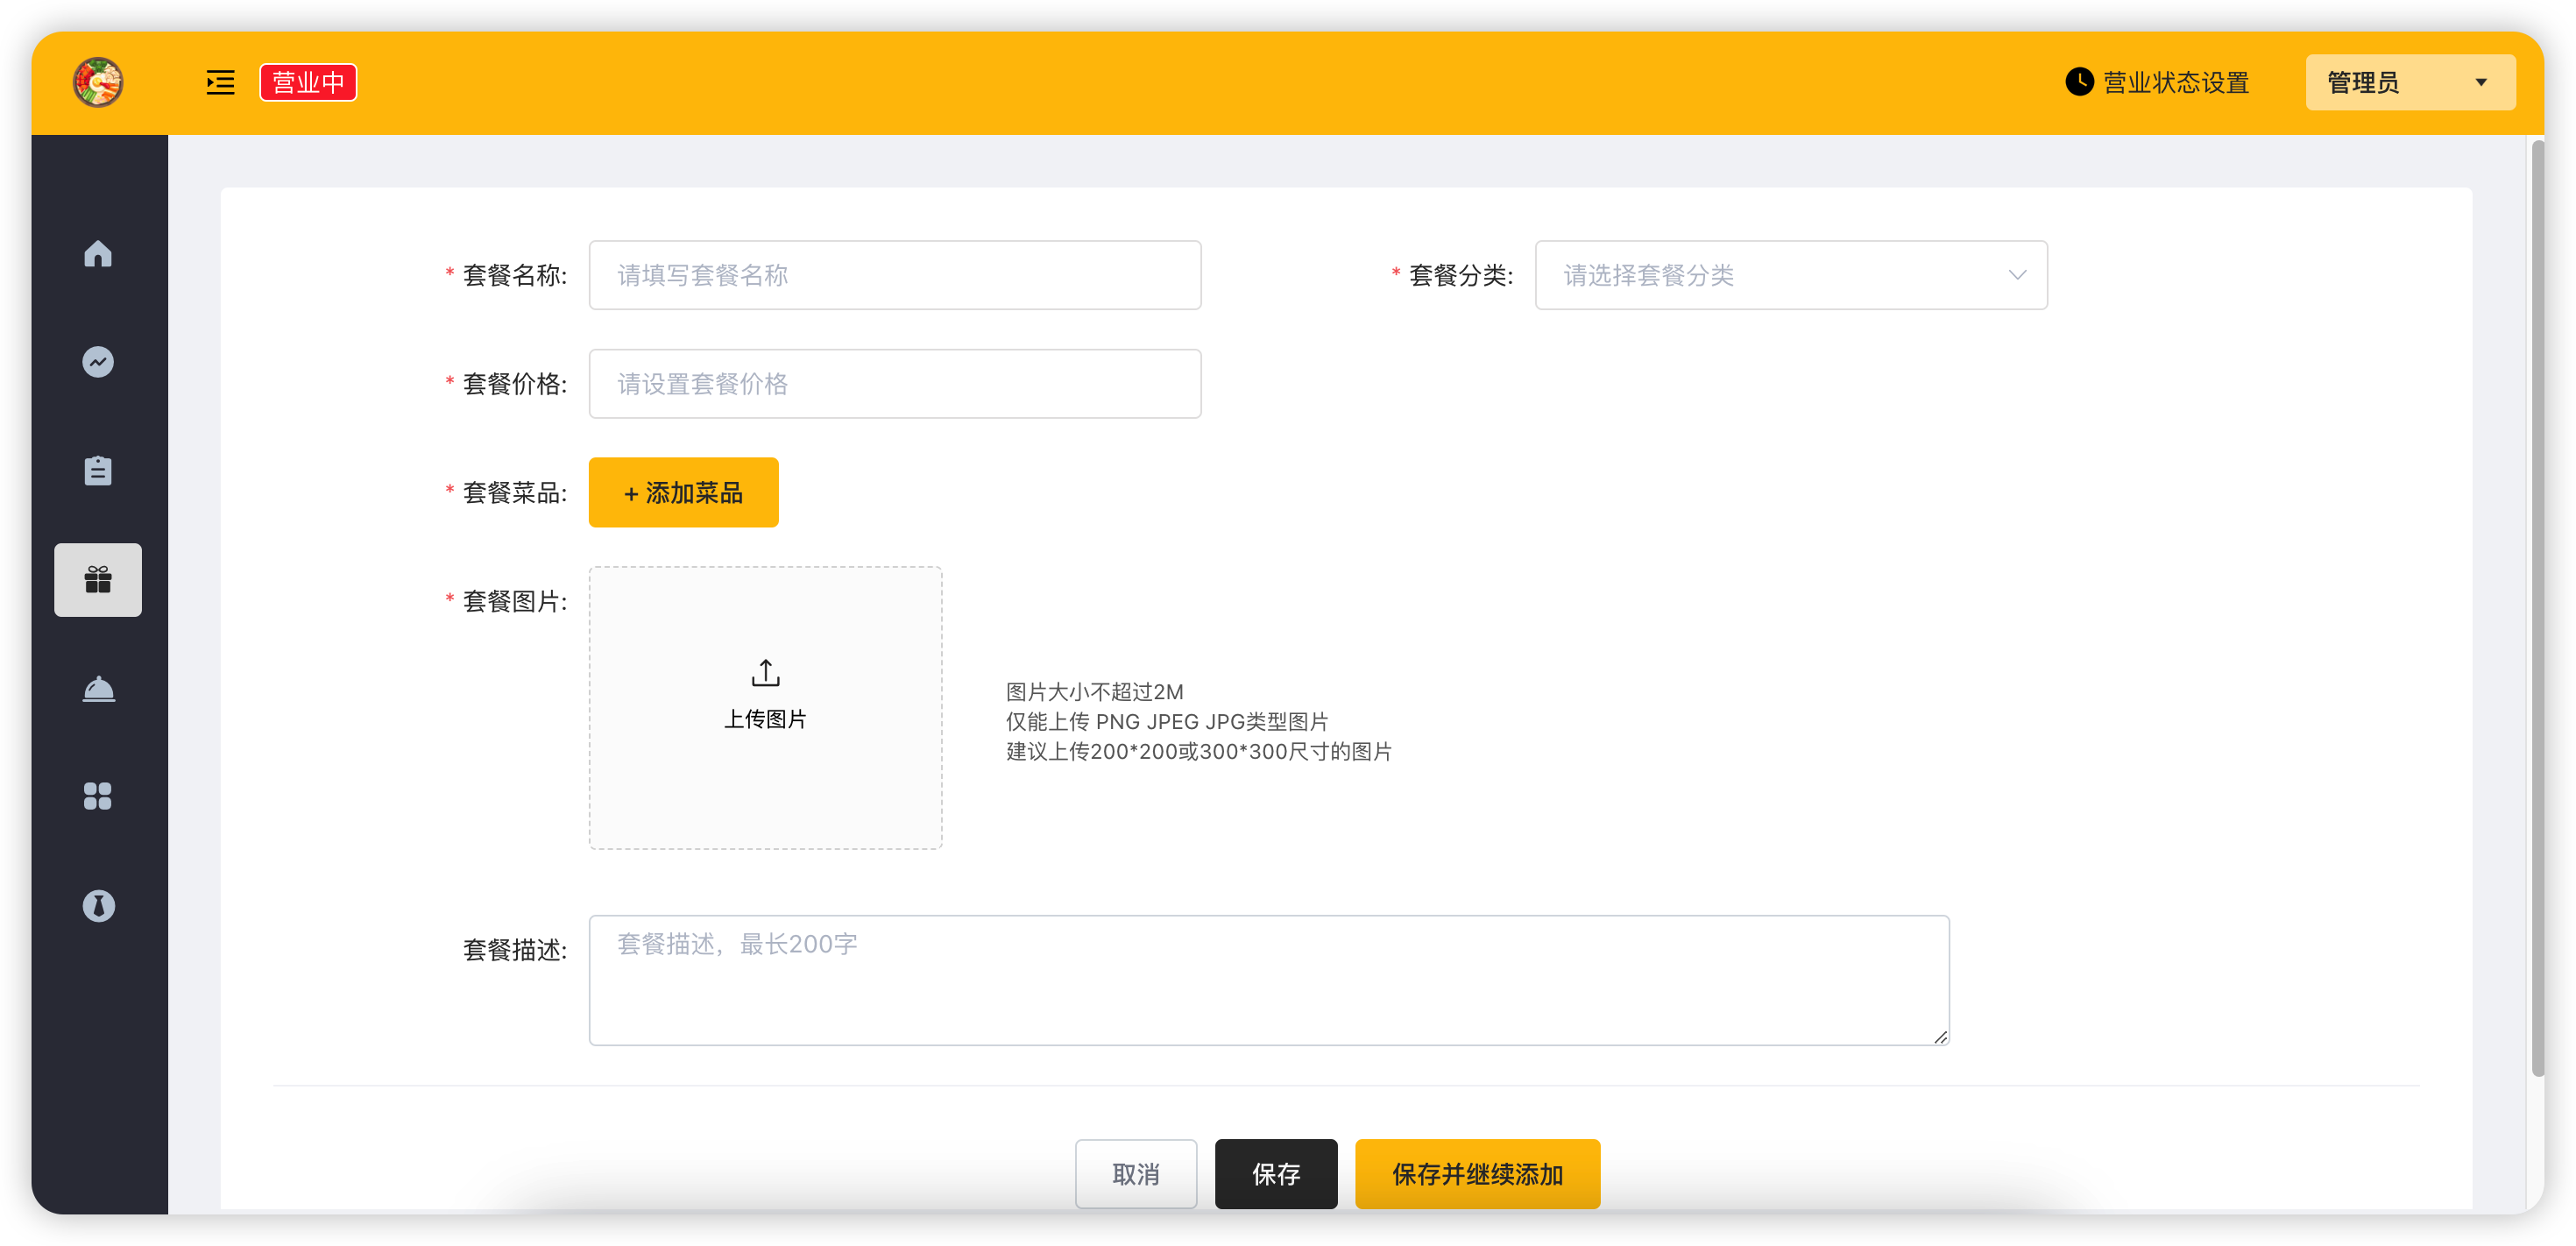 营业中
营业状态设置
管理员
* 套餐名称: 请填写套餐名称
* 套餐分类: 请选择套餐分类
* 套餐价格: 请设置套餐价格
* 套餐菜品: + 添加菜品
* 套餐图片:
上传图片
图片大小不超过2M
仅能上传 PNG JPEG JPG类型图片
建议上传200*200或300*300尺寸的图片
套餐描述: 套餐描述，最长200字
取消
保存
保存并继续添加